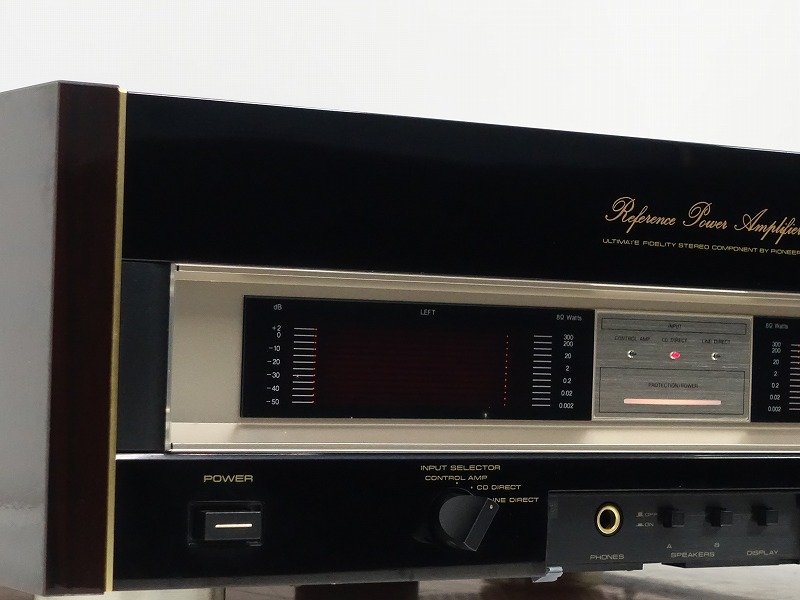 Reference Power Amplifier
ULTIMATE FIDELITY STEREO COMPONENT BY PIONEER
dB LEFT 8Ω Watts
+2
0
-10
-20
-30
-40
-50
300
200
20
2
0.2
0.02
0.002
INPUT
CONTROL AMP CD DIRECT LINE DIRECT
PROTECTION/POWER
8Ω Watts
300
200
20
2
0.2
0.02
0.002
POWER
INPUT SELECTOR
CONTROL AMP
CD DIRECT
LINE DIRECT
PHONES
OFF
ON
A B
SPEAKERS
DISPLAY